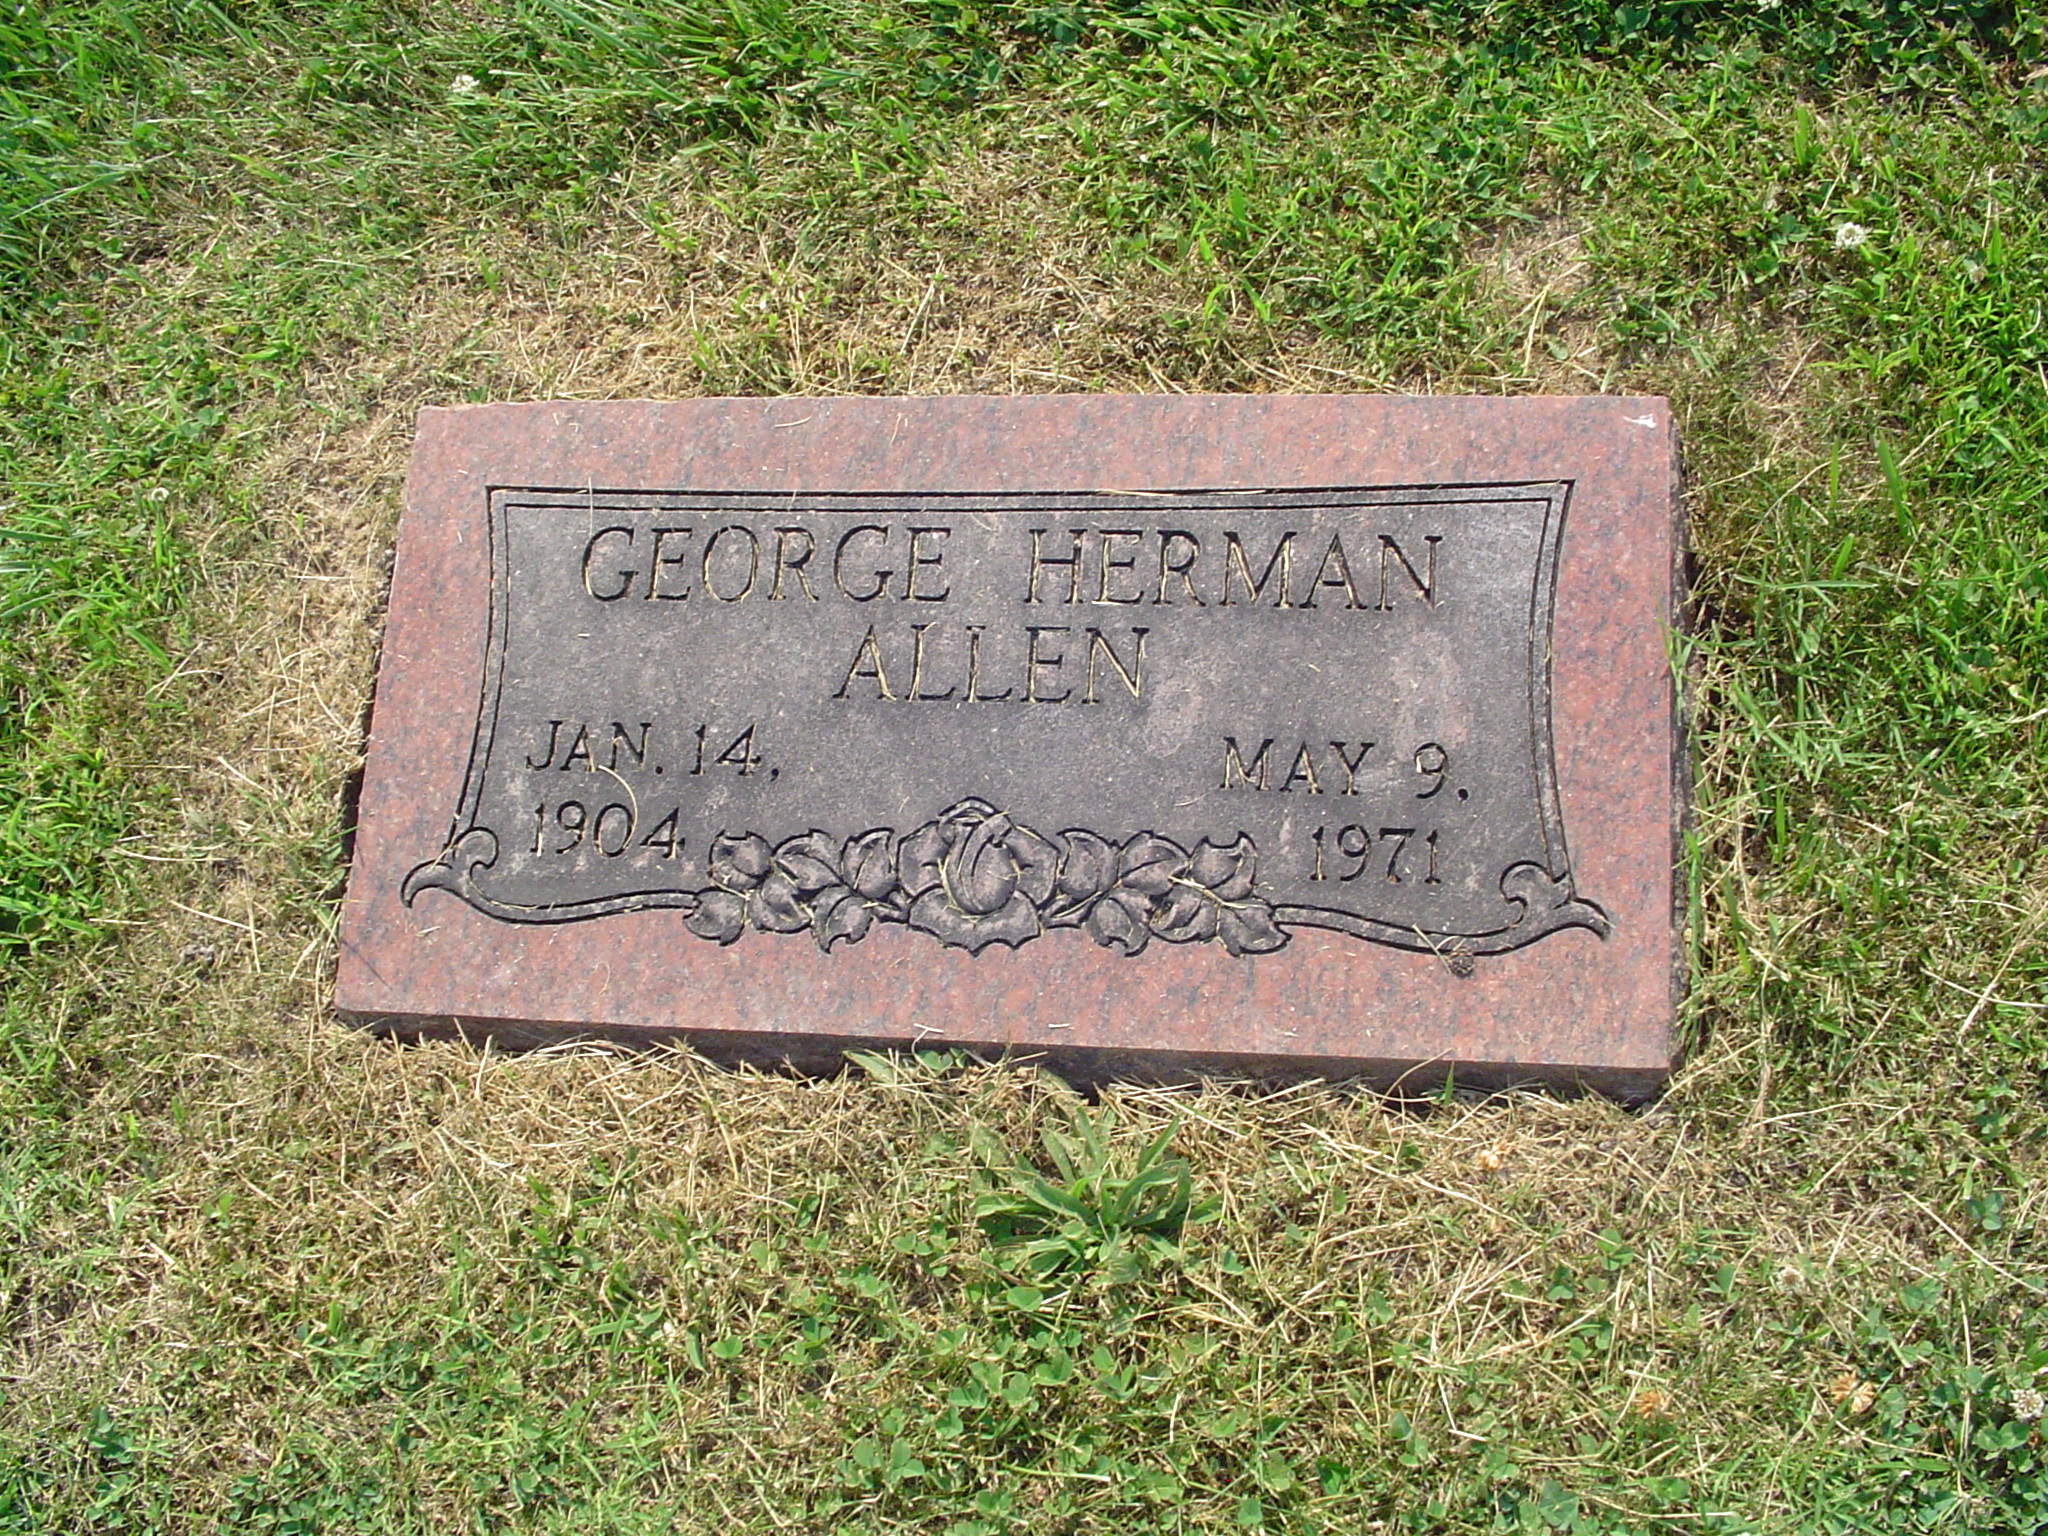 GEORGE HERMAN
ALLEN
JAN. 14, MAY 9,
1904 1971